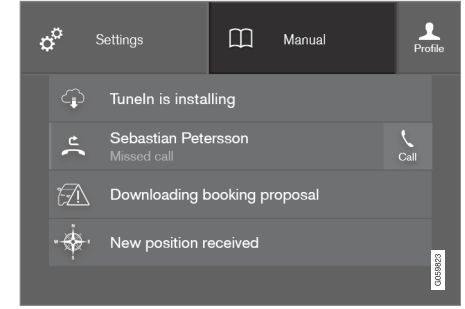 Settings
Manual
Profile
TuneIn is installing
Sebastian Petersson
Missed call
Call
Downloading booking proposal
New position received
G059823